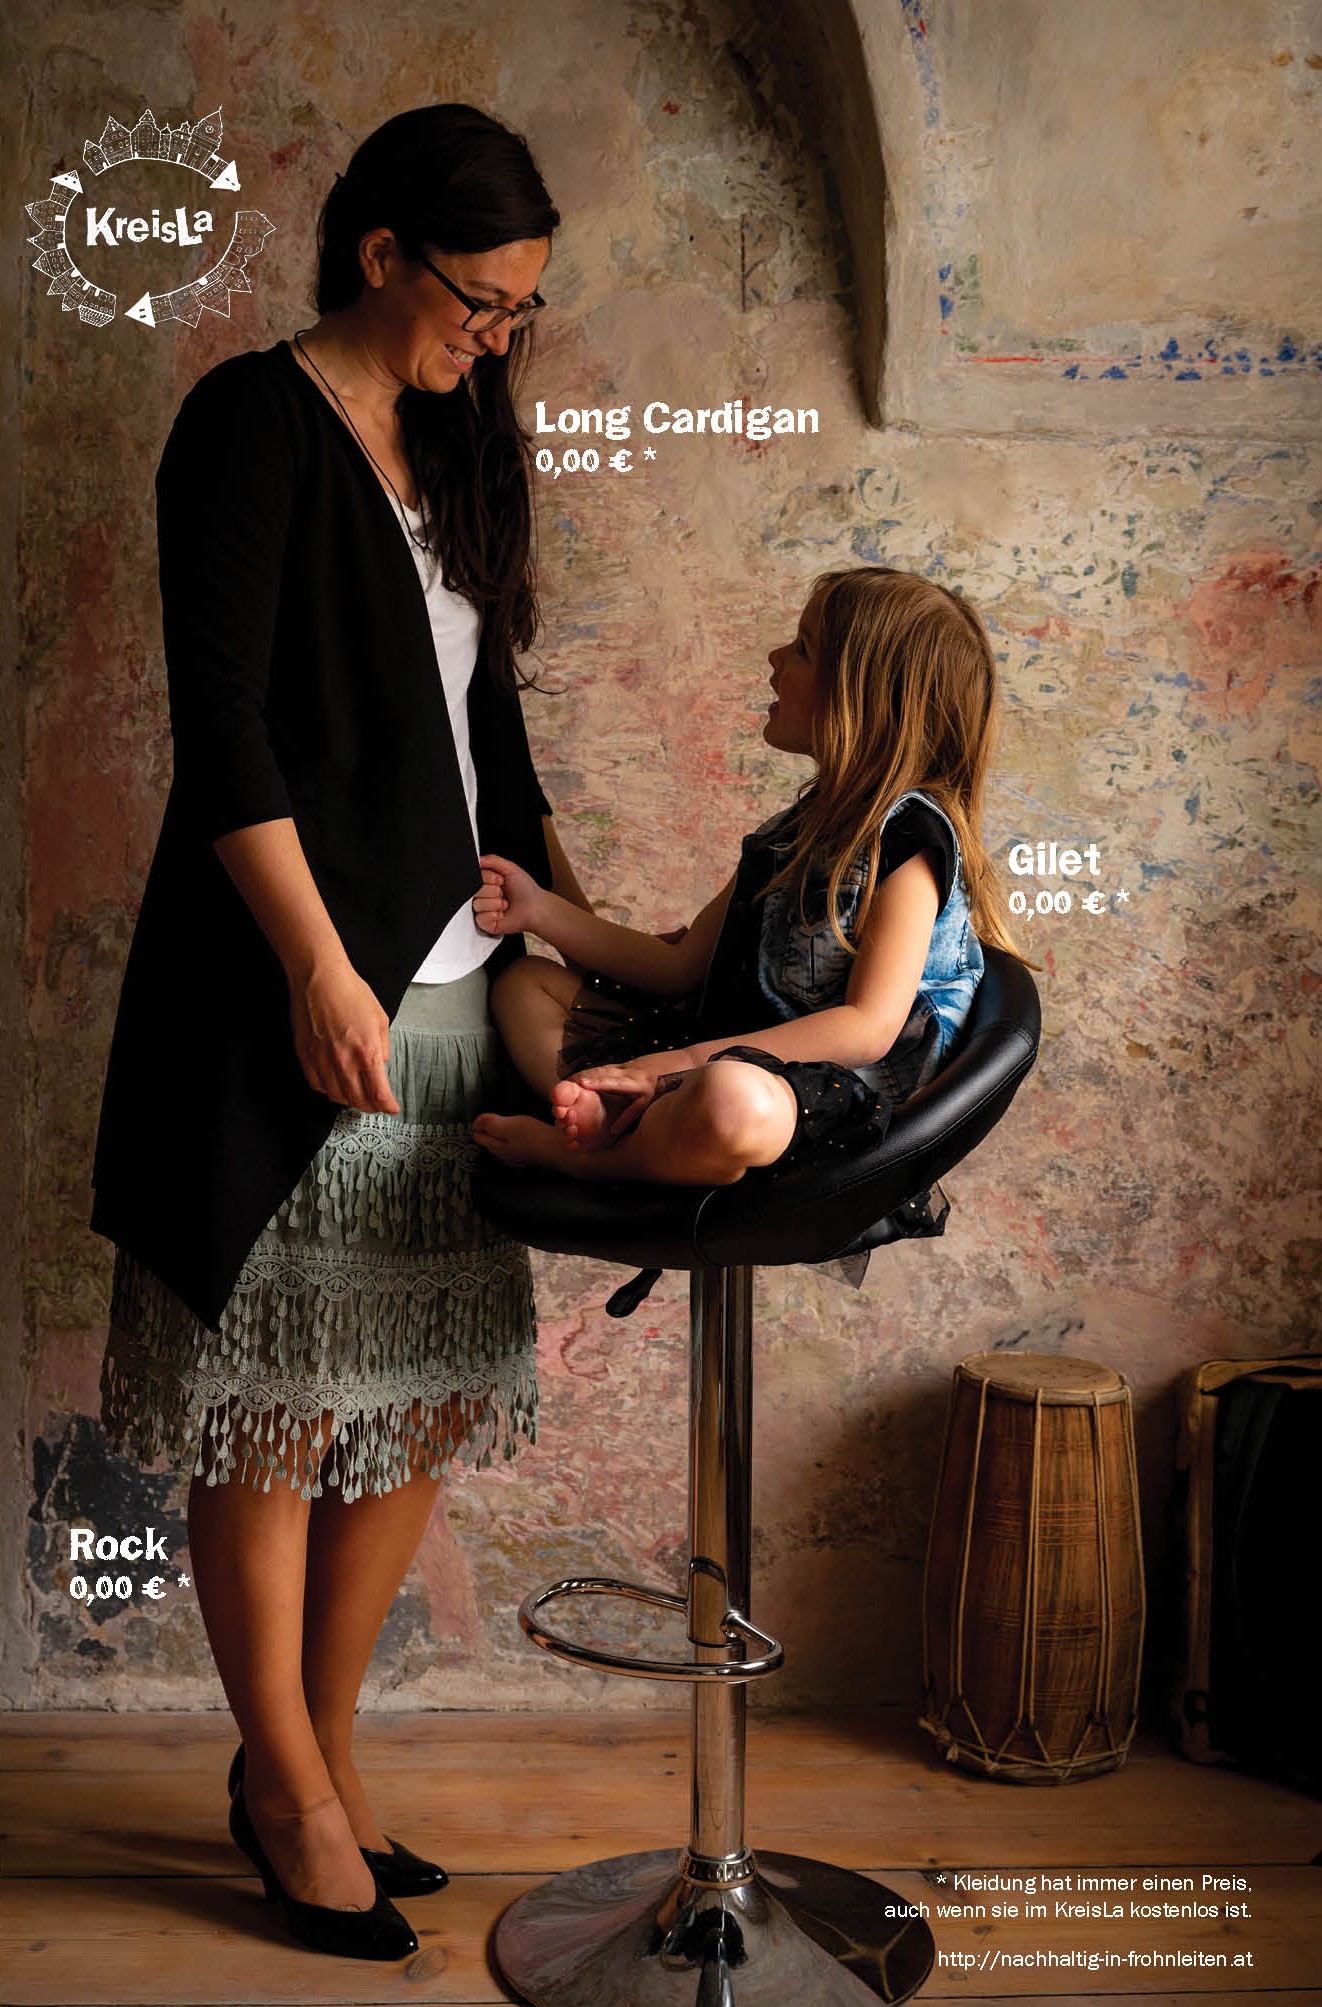 KreisLa
Long Cardigan
0,00 € *
Gilet
0,00 € *
Rock
0,00 € *
* Kleidung hat immer einen Preis,
auch wenn sie im KreisLa kostenlos ist.
http://nachhaltig-in-frohnleiten.at